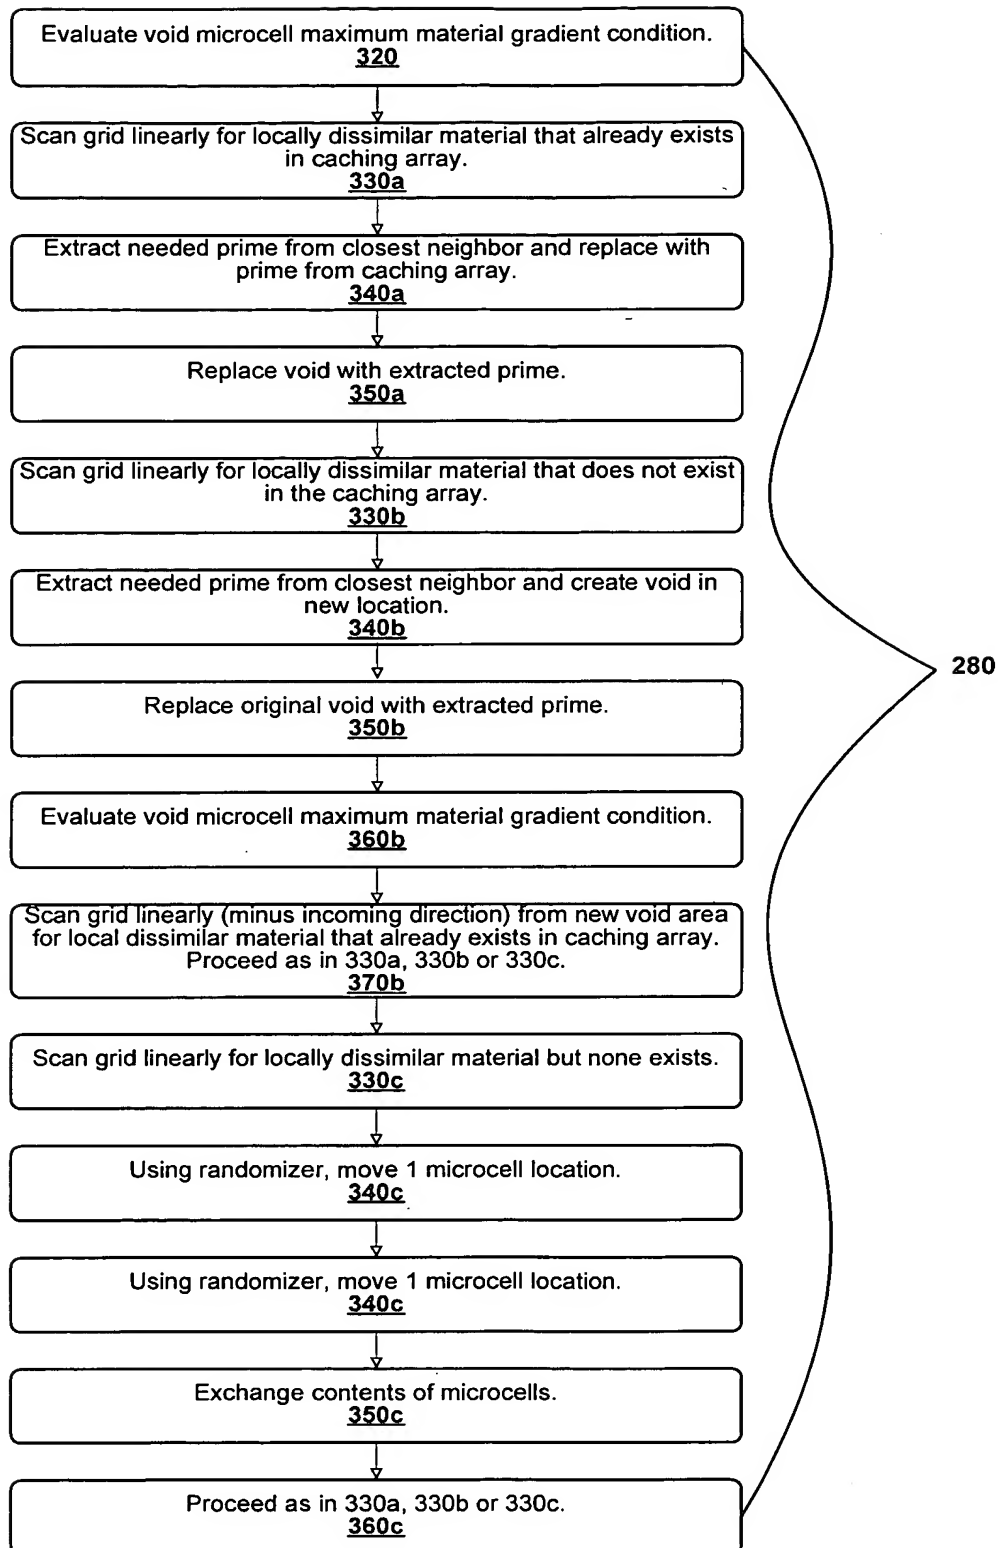 Evaluate void microcell maximum material gradient condition.
320
Scan grid linearly for locally dissimilar material that already exists
in caching array.
330a
Extract needed prime from closest neighbor and replace with
prime from caching array.
340a
Replace void with extracted prime.
350a
Scan grid linearly for locally dissimilar material that does not exist
in the caching array.
330b
Extract needed prime from closest neighbor and create void in
new location.
340b
280
Replace original void with extracted prime.
350b
Evaluate void microcell maximum material gradient condition.
360b
Scan grid linearly (minus incoming direction) from new void area
for local dissimilar material that already exists in caching array.
Proceed as in 330a, 330b or 330c.
370b
Scan grid linearly for locally dissimilar material but none exists.
330c
Using randomizer, move 1 microcell location.
340c
Using randomizer, move 1 microcell location.
340c
Exchange contents of microcells.
350c
Proceed as in 330a, 330b or 330c.
360c